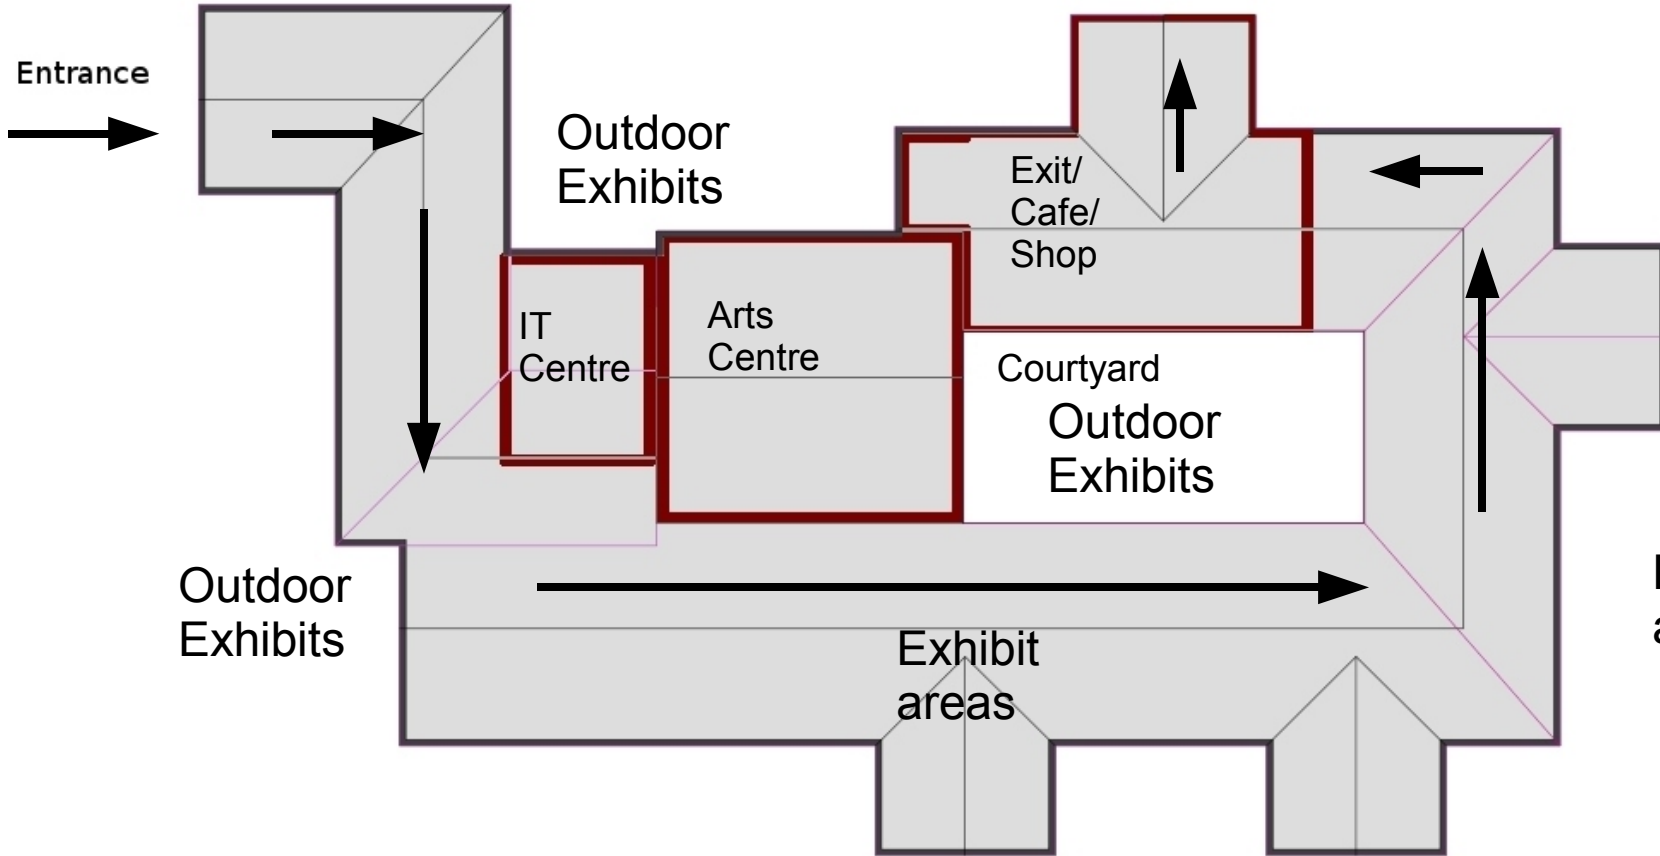 Entrance
Outdoor
Exhibits
Exit/
Cafe/
Shop
IT
Centre
Arts
Centre
Courtyard
Outdoor
Exhibits
Outdoor
Exhibits
Exhibit
areas